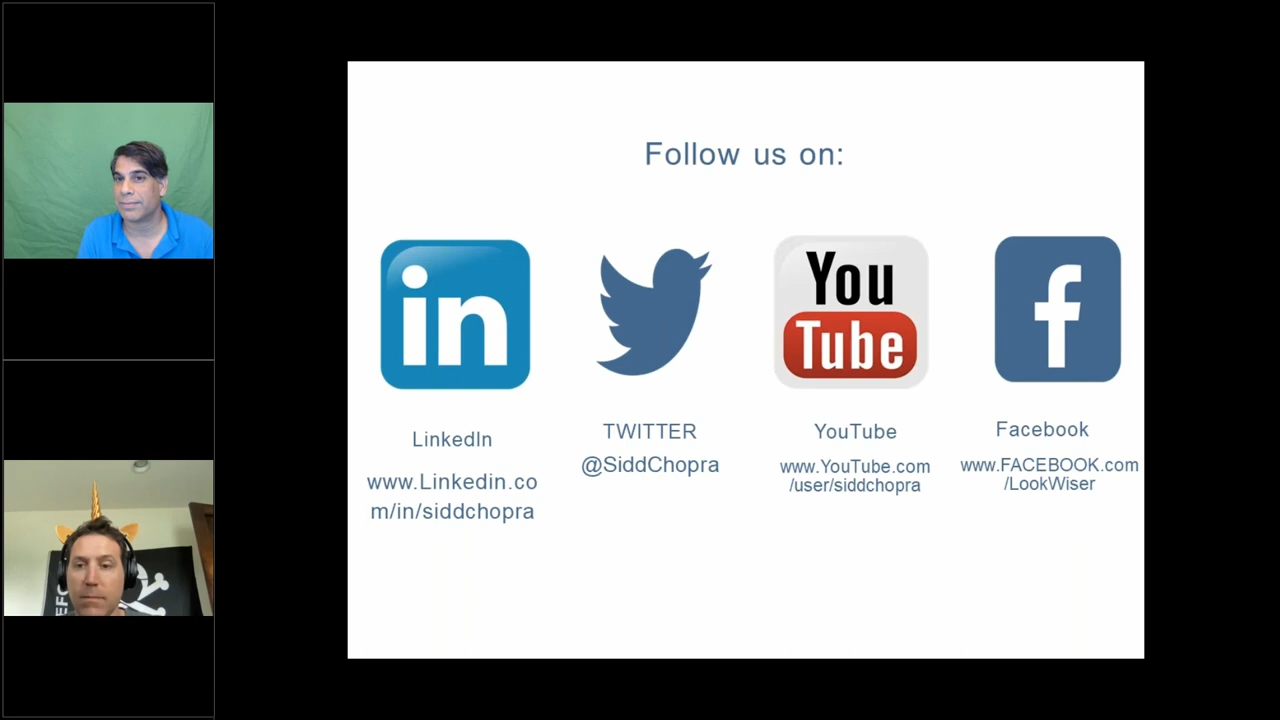 Follow us on:
in
You
Tube
f
LinkedIn
www.Linkedin.co
m/in/siddchopra
TWITTER
@SiddChopra
YouTube
www.YouTube.com
/user/siddchopra
Facebook
www.FACEBOOK.com
/LookWiser